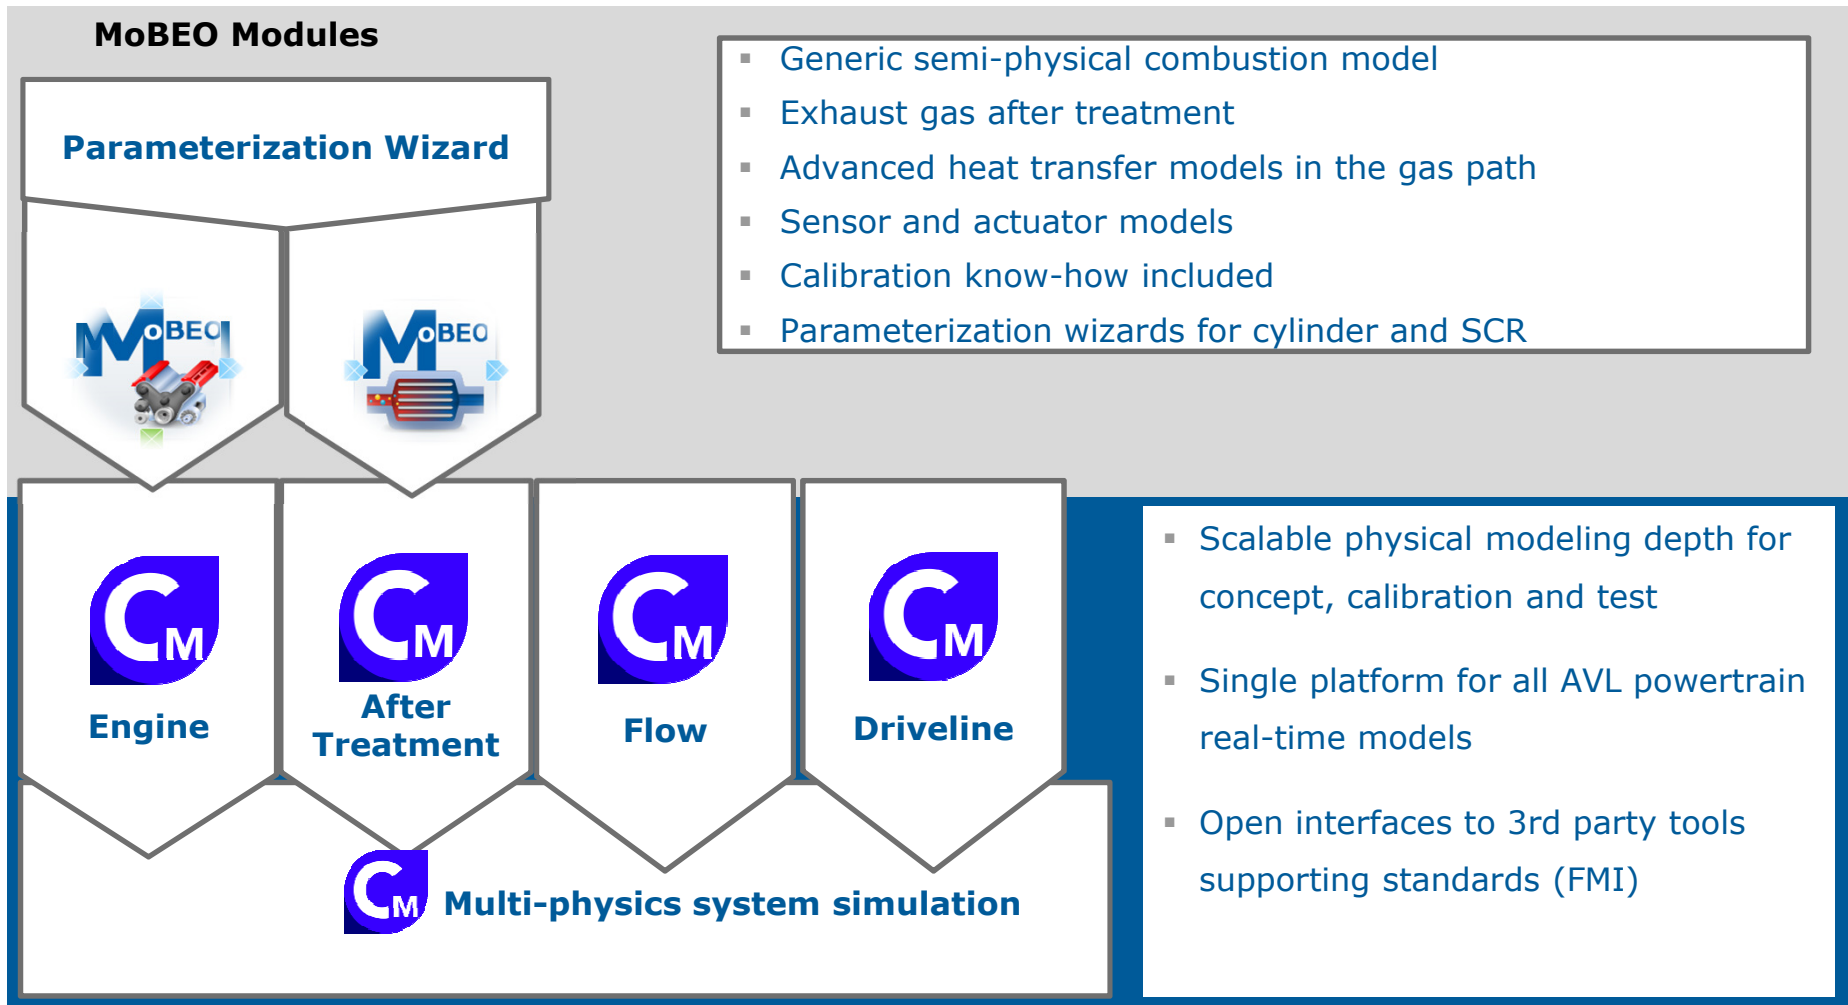 MoBEO Modules
Parameterization Wizard
MoBEO
MoBEO
▪ Generic semi-physical combustion model
▪ Exhaust gas after treatment
▪ Advanced heat transfer models in the gas path
▪ Sensor and actuator models
▪ Calibration know-how included
▪ Parameterization wizards for cylinder and SCR
CM
Engine
CM
After
Treatment
CM
Flow
CM
Driveline
CM
Multi-physics system simulation
▪ Scalable physical modeling depth for
concept, calibration and test
▪ Single platform for all AVL powertrain
real-time models
▪ Open interfaces to 3rd party tools
supporting standards (FMI)